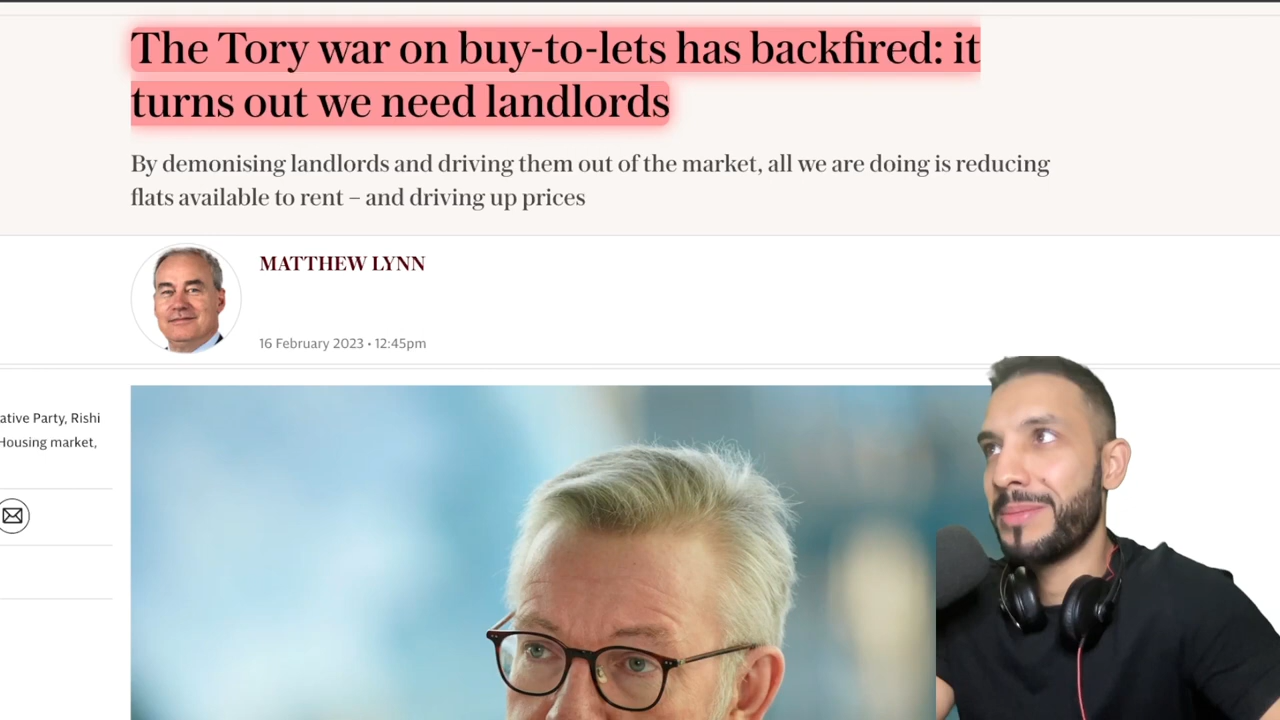 The Tory war on buy-to-lets has backfired: it
turns out we need landlords
By demonising landlords and driving them out of the market, all we are doing is reducing
flats available to rent – and driving up prices
MATTHEW LYNN
16 February 2023 • 12:45pm
ative Party, Rishi
Housing market,